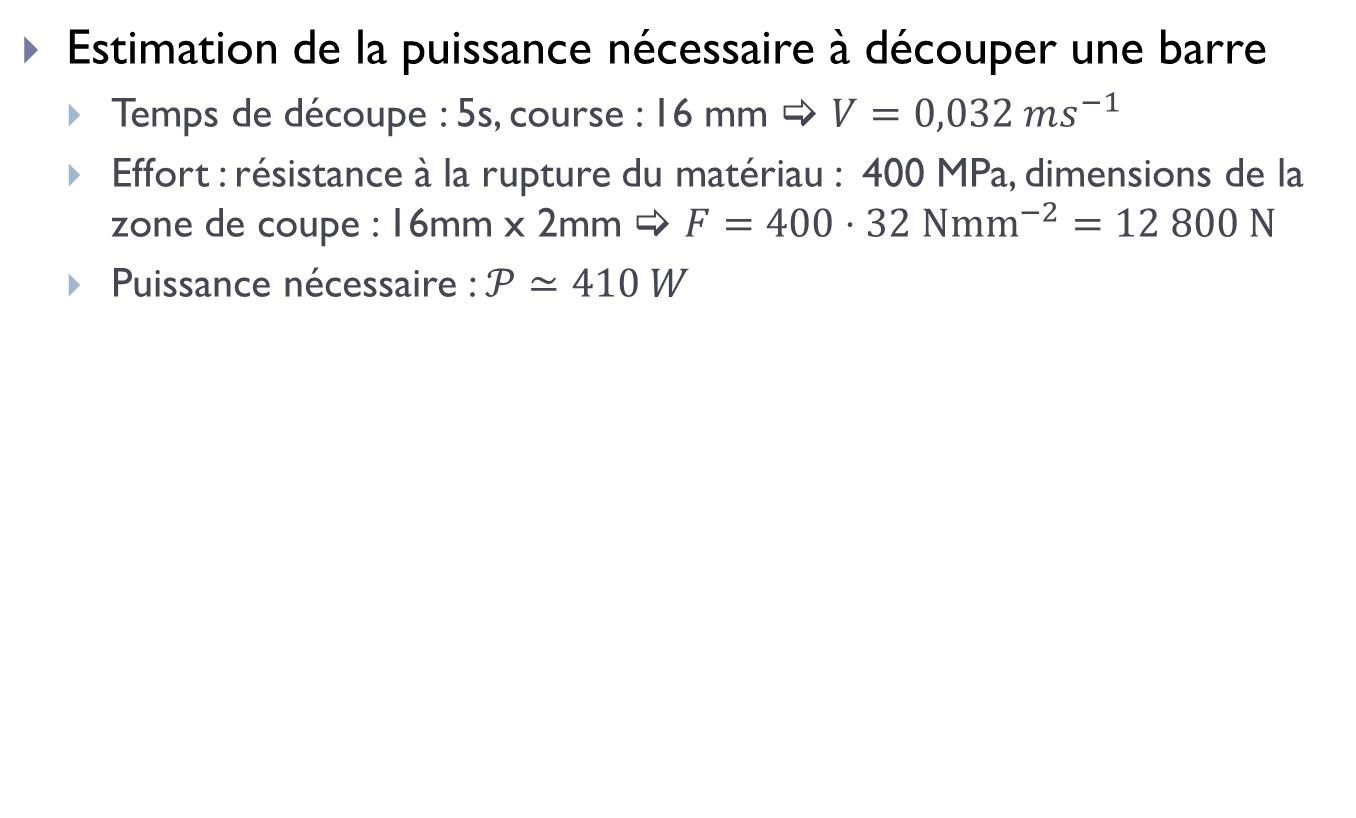 Estimation de la puissance nécessaire à découper une barre
Temps de découpe : 5s, course : 16 mm ⇨ V = 0,032 ms⁻¹
Effort : résistance à la rupture du matériau : 400 MPa, dimensions de la
zone de coupe : 16mm x 2mm ⇨ F = 400 · 32 Nmm⁻² = 12 800 N
Puissance nécessaire : 𝒫 ≃ 410 W